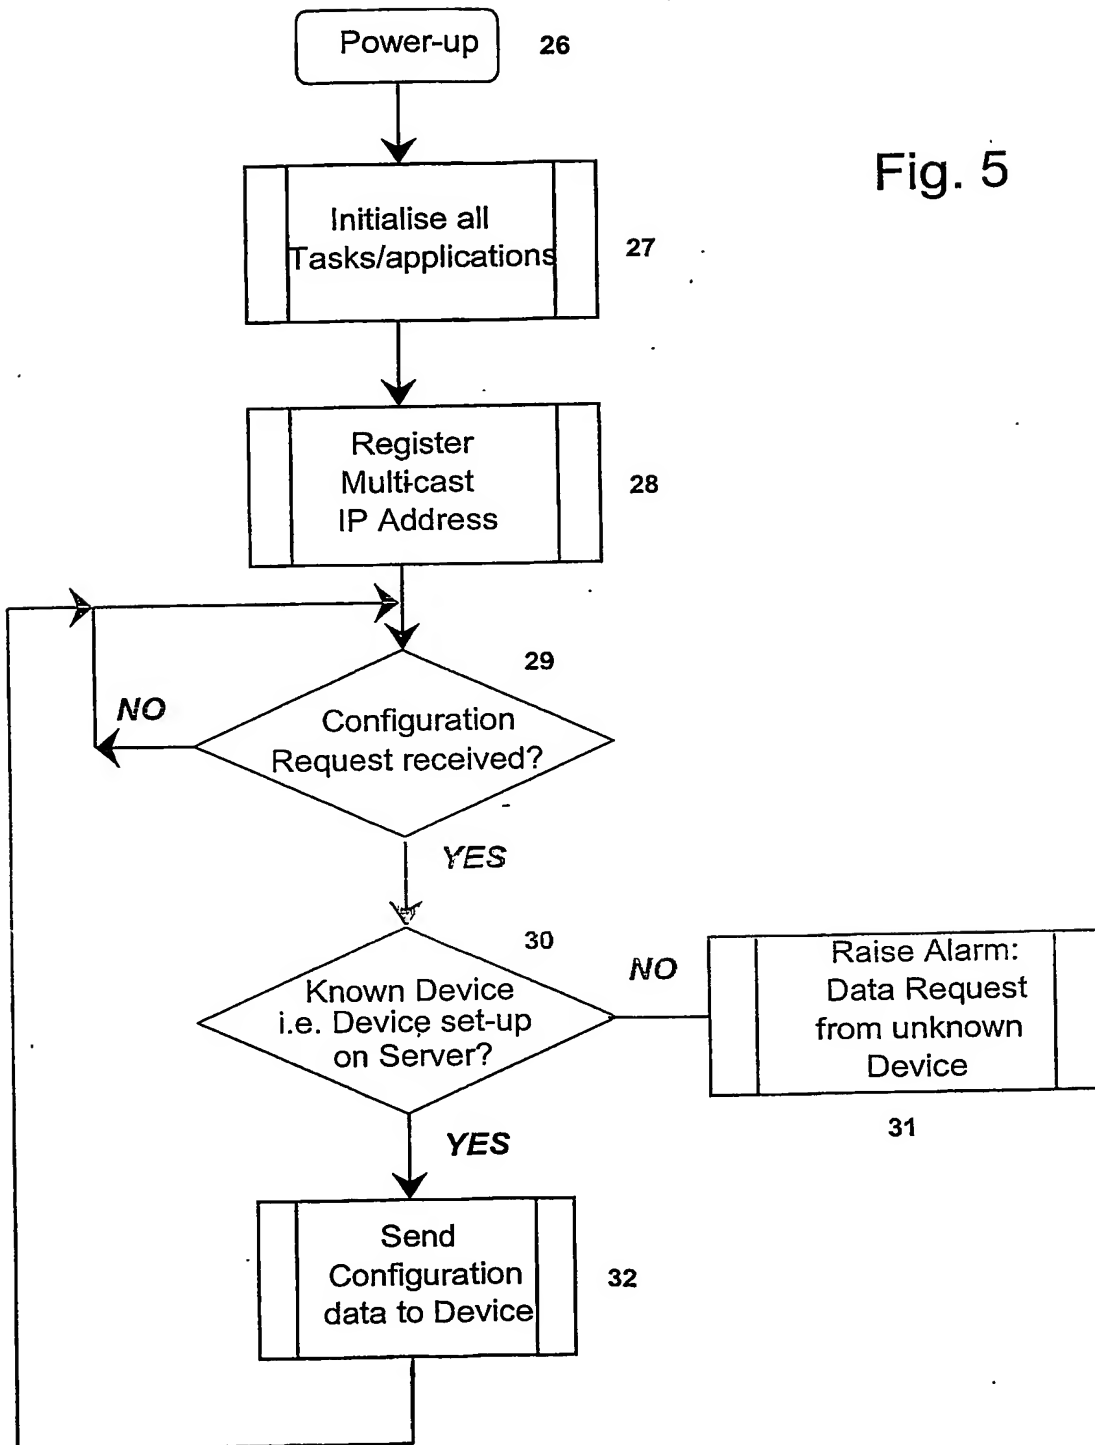 Power-up
26
Fig. 5
Initialise all
Tasks/applications
27
Register
Multi-cast
IP Address
28
29
NO
Configuration
Request received?
YES
30
Known Device
i.e. Device set-up
on Server?
NO
Raise Alarm:
Data Request
from unknown
Device
31
YES
Send
Configuration
data to Device
32